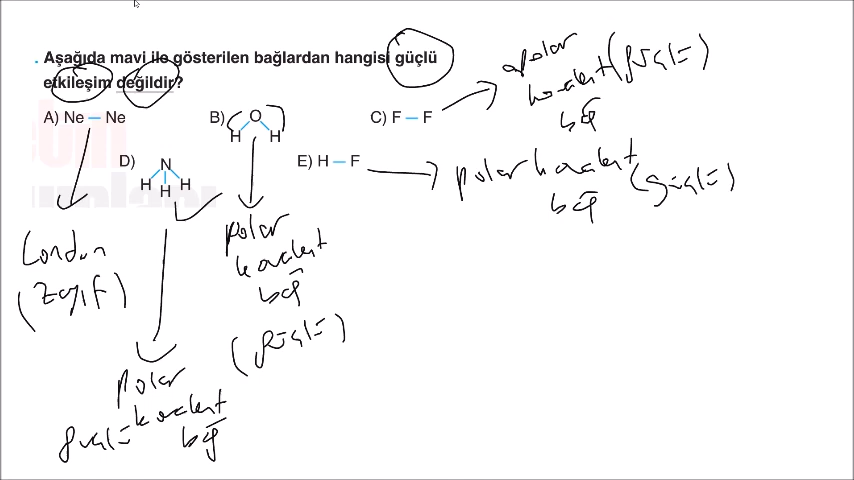 . Aşağıda mavi ile gösterilen bağlardan hangisi güçlü
etkileşim değildir?
A) Ne — Ne
B) O
H H
C) F — F
D) N
H H H
E) H — F
apolar
kovalent (güçlü)
bağ
polar kovalent
bağ (güçlü)
London
(Zayıf)
polar
kovalent
bağ
(güçlü)
polar
güçlü kovalent
bağ